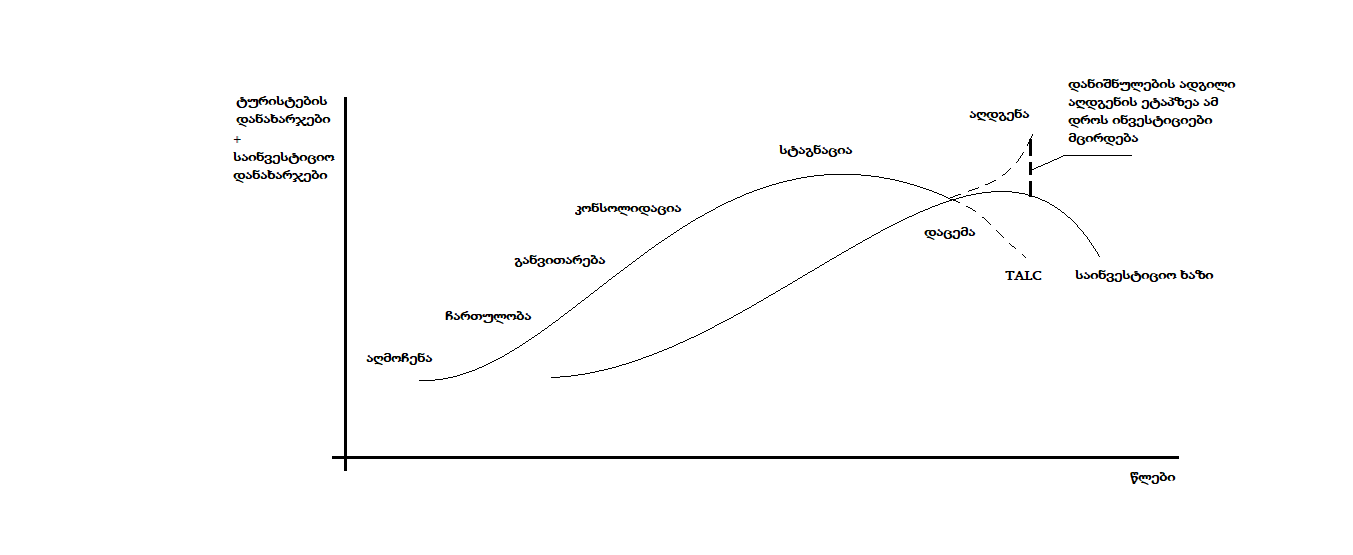 ტურისტების
დანახარჯები
+
საინვესტიციო
დანახარჯები
აღმოჩენა
ჩართულობა
განვითარება
კონსოლიდაცია
სტაგნაცია
აღდგენა
დანიშნულების ადგილი
აღდგენის ეტაპზეა ამ
დროს ინვესტიციები
მცირდება
დაცემა
TALC
საინვესტიციო ხაზი
წლები